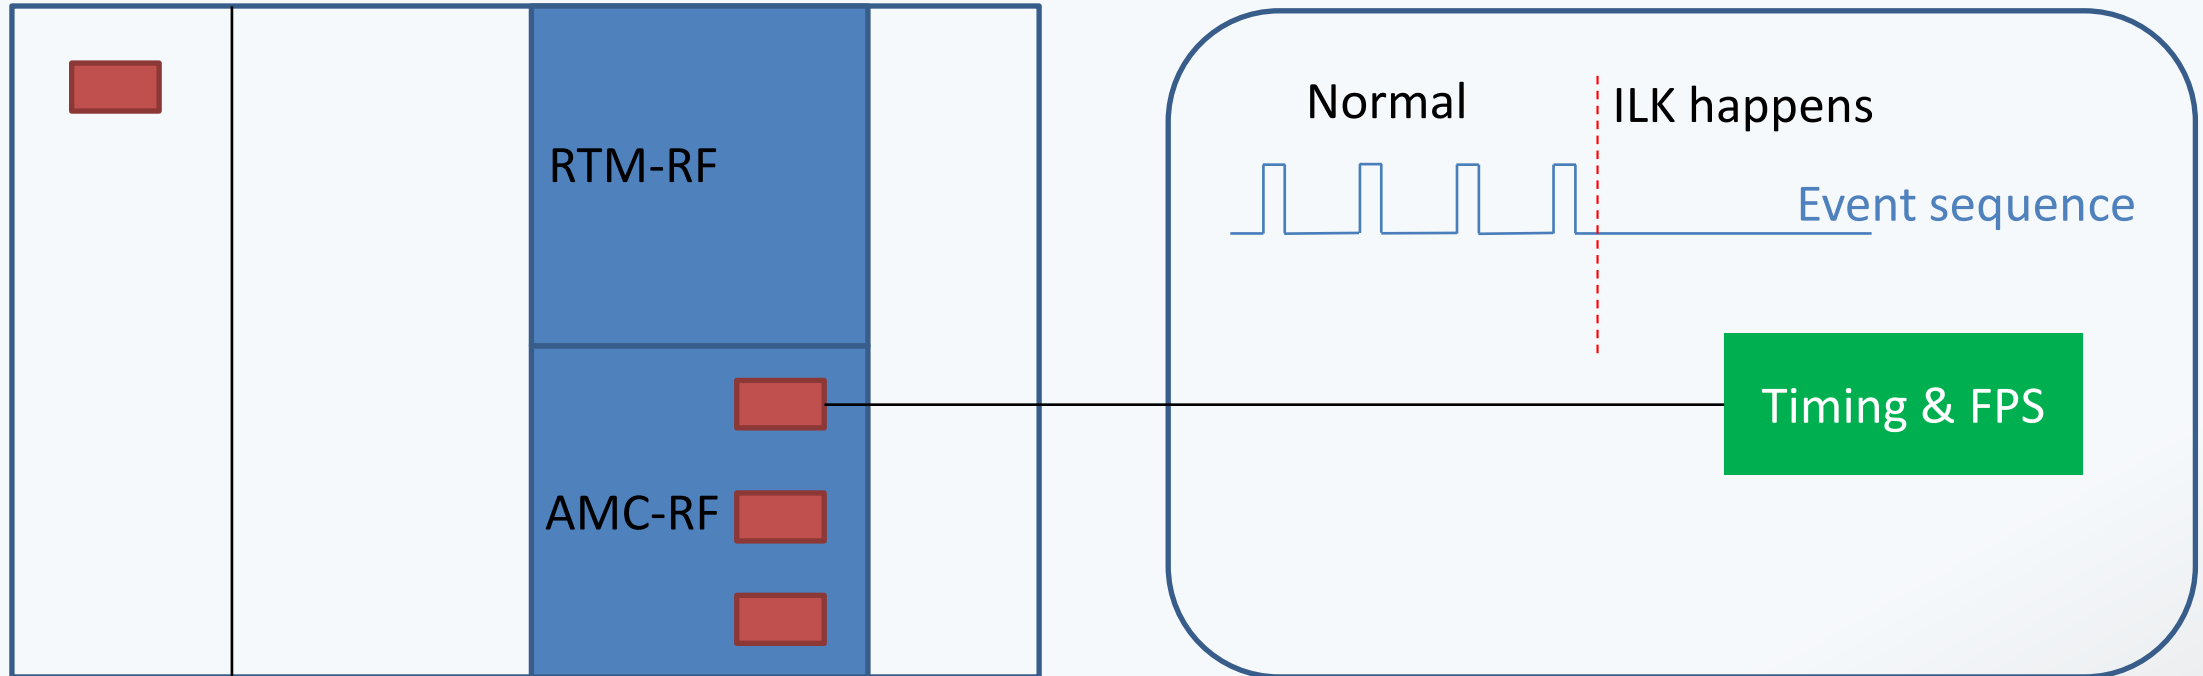 RTM-RF
AMC-RF
Normal
ILK happens
Event sequence
Timing & FPS